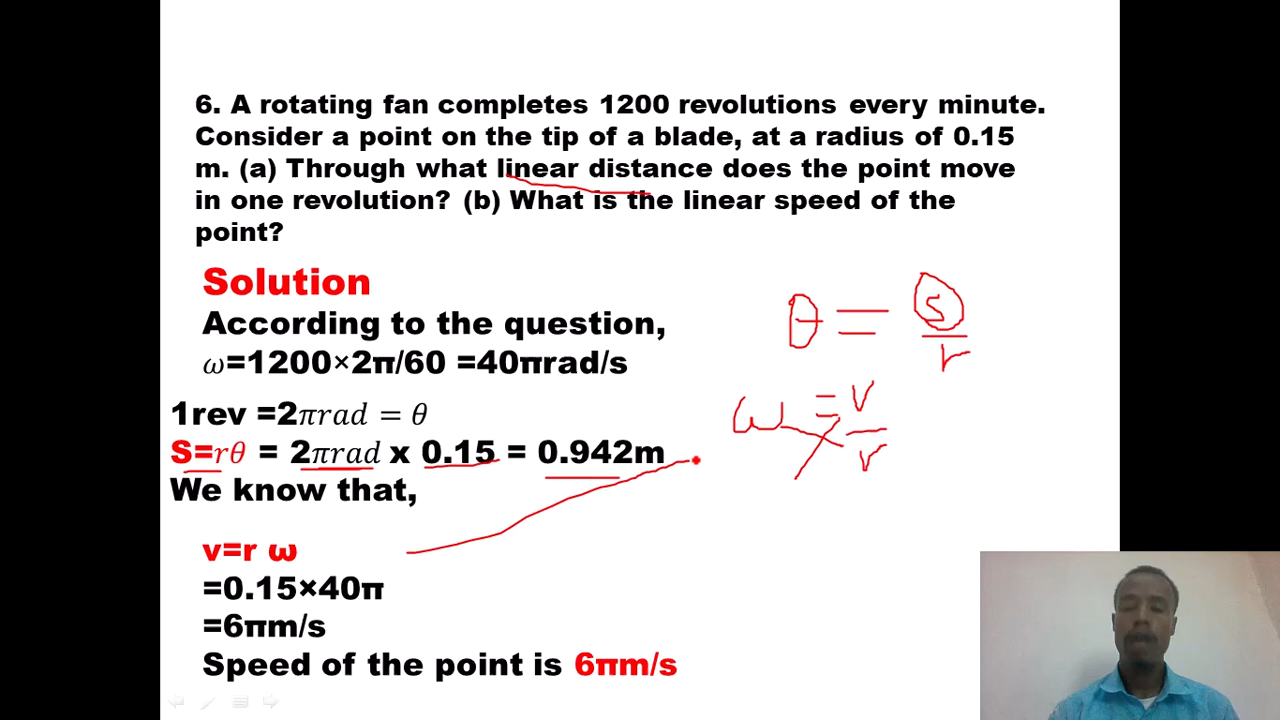 6. A rotating fan completes 1200 revolutions every minute.
Consider a point on the tip of a blade, at a radius of 0.15
m. (a) Through what linear distance does the point move
in one revolution? (b) What is the linear speed of the
point?
Solution
According to the question,
ω=1200×2π/60 =40πrad/s
1rev =2πrad = θ
S=rθ = 2πrad x 0.15 = 0.942m
We know that,
v=r ω
=0.15×40π
=6πm/s
Speed of the point is 6πm/s
θ = s
r
ω = v
r